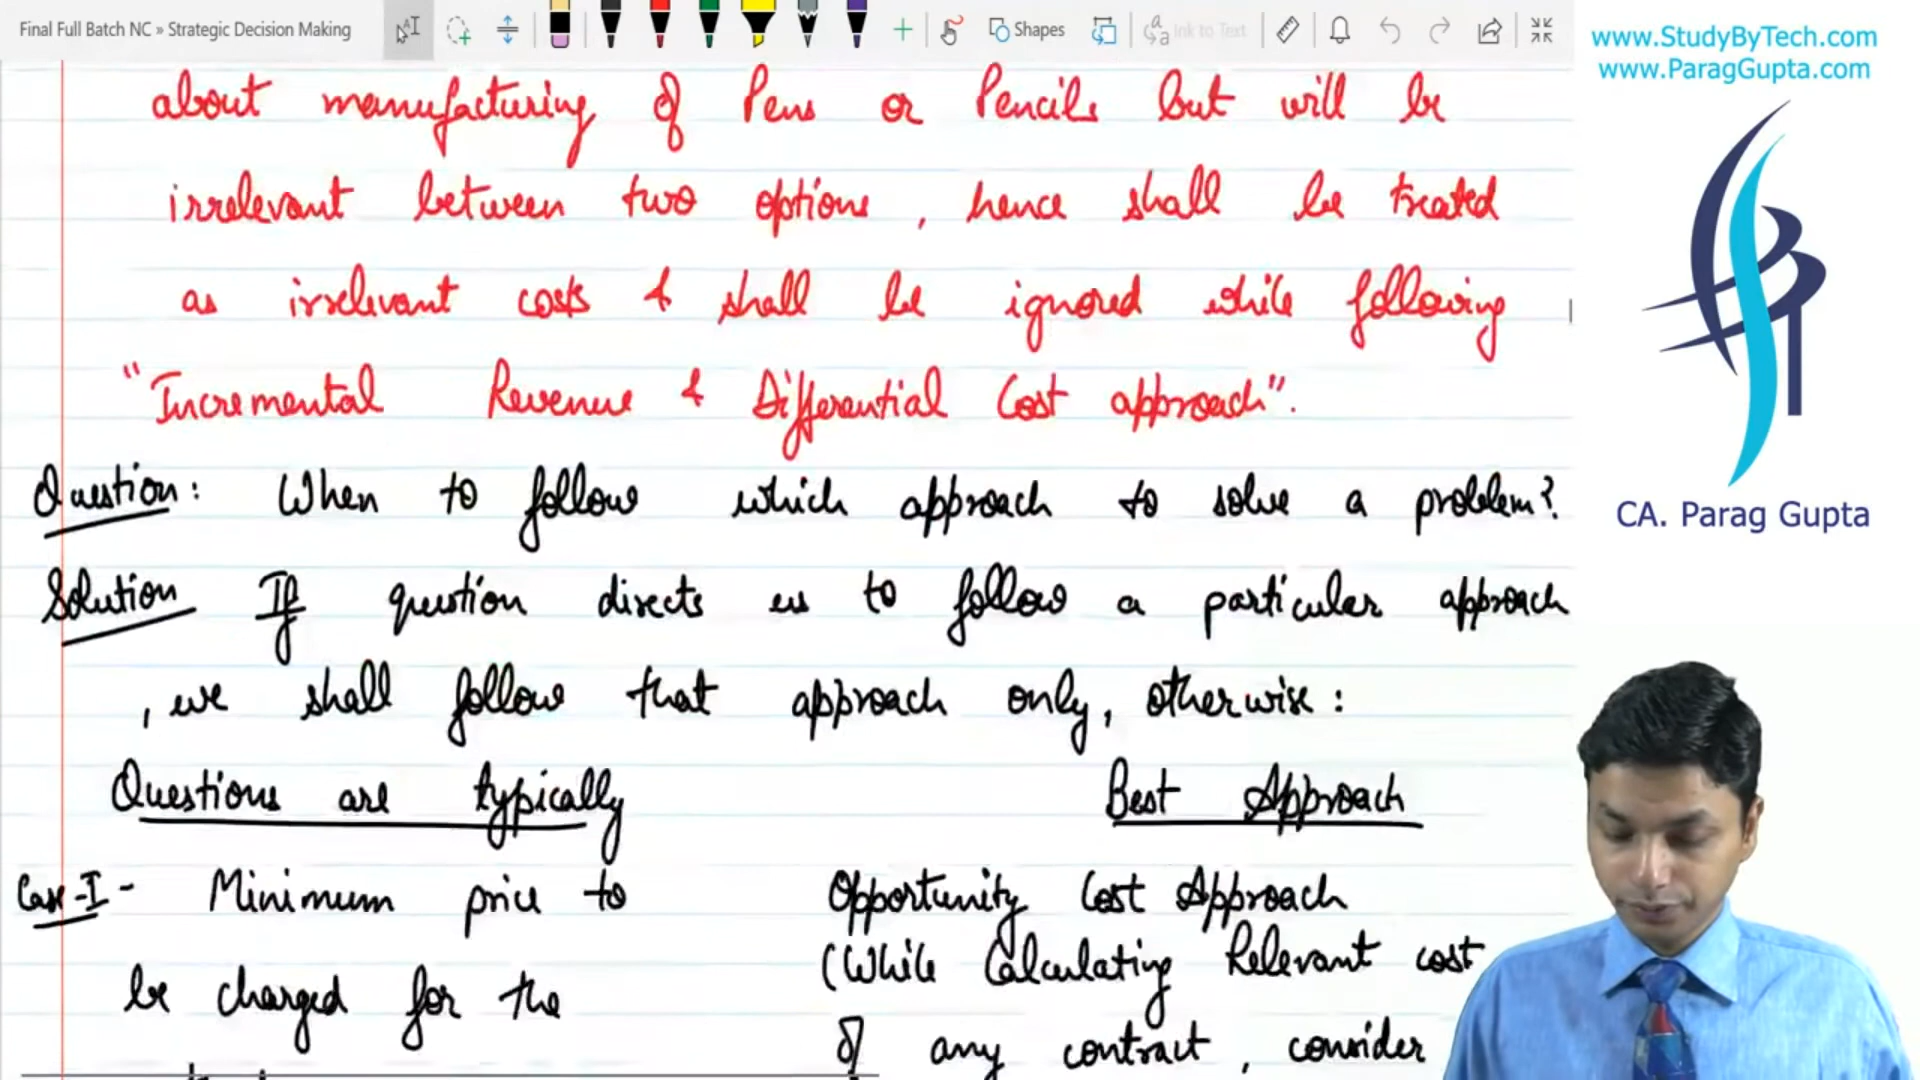 Final Full Batch NC » Strategic Decision Making
Shapes
Ink to Text
www.StudyByTech.com
www.ParagGupta.com
about manufacturing of Pens or Pencils but will be
irrelevant between two options, hence shall be treated
as irrelevant costs & shall be ignored while following
"Incremental Revenue & Differential Cost approach".
CA. Parag Gupta
Question: When to follow which approach to solve a problem?
Solution If question directs us to follow a particular approach
, we shall follow that approach only, otherwise:
Questions are typically Best Approach
Case-I - Minimum price to Opportunity Cost Approach
(While Calculating Relevant cost
be charged for the
of any contract, consider